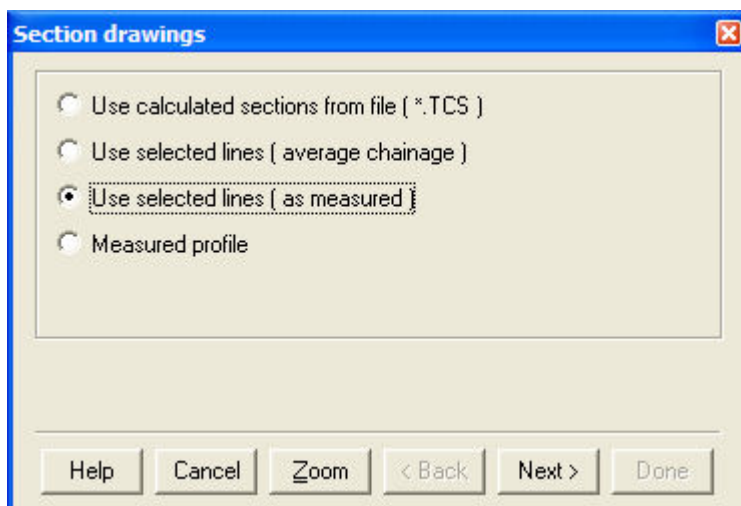 Section drawings
Use calculated sections from file ( *.TCS )
Use selected lines ( average chainage )
Use selected lines ( as measured )
Measured profile
Help Cancel Zoom < Back Next > Done